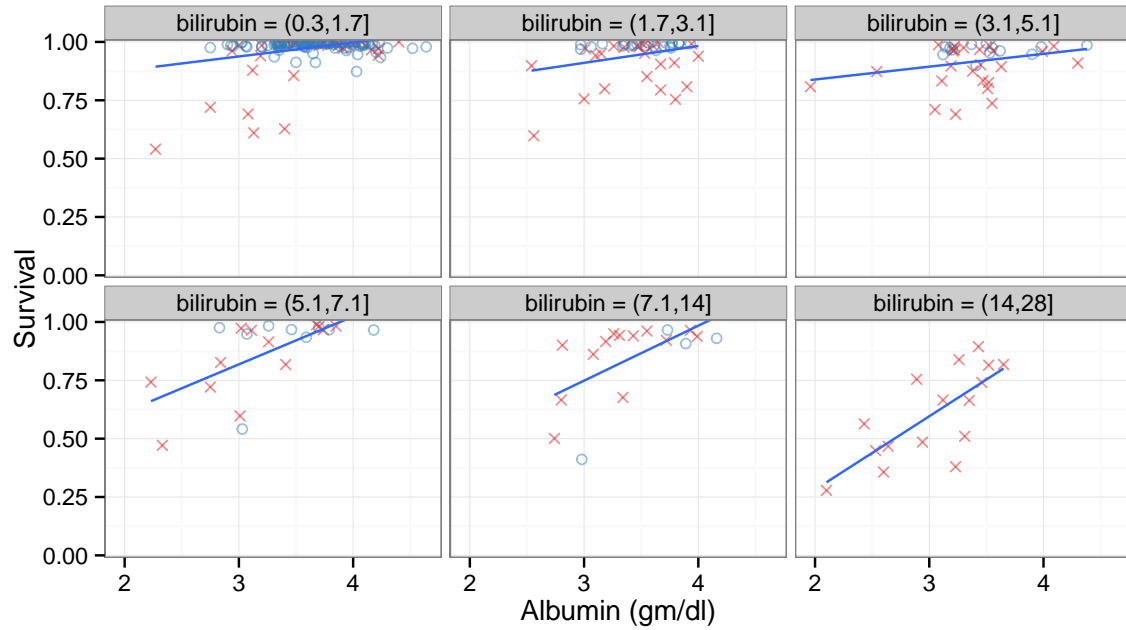 bilirubin = (0.3,1.7] bilirubin = (1.7,3.1] bilirubin = (3.1,5.1]
1.00
0.75
0.50
0.25
0.00
Survival
bilirubin = (5.1,7.1] bilirubin = (7.1,14] bilirubin = (14,28]
1.00
0.75
0.50
0.25
0.00
2 3 4 2 3 4 2 3 4
Albumin (gm/dl)